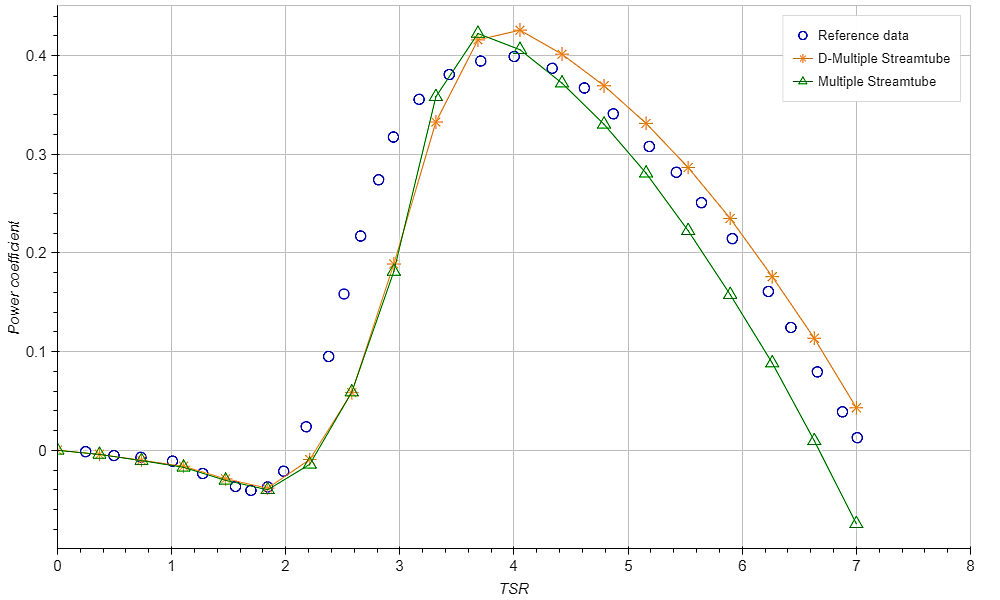 Reference data
D-Multiple Streamtube
Multiple Streamtube
0.4
0.3
0.2
0.1
0
Power coefficient
0 1 2 3 4 5 6 7 8
TSR